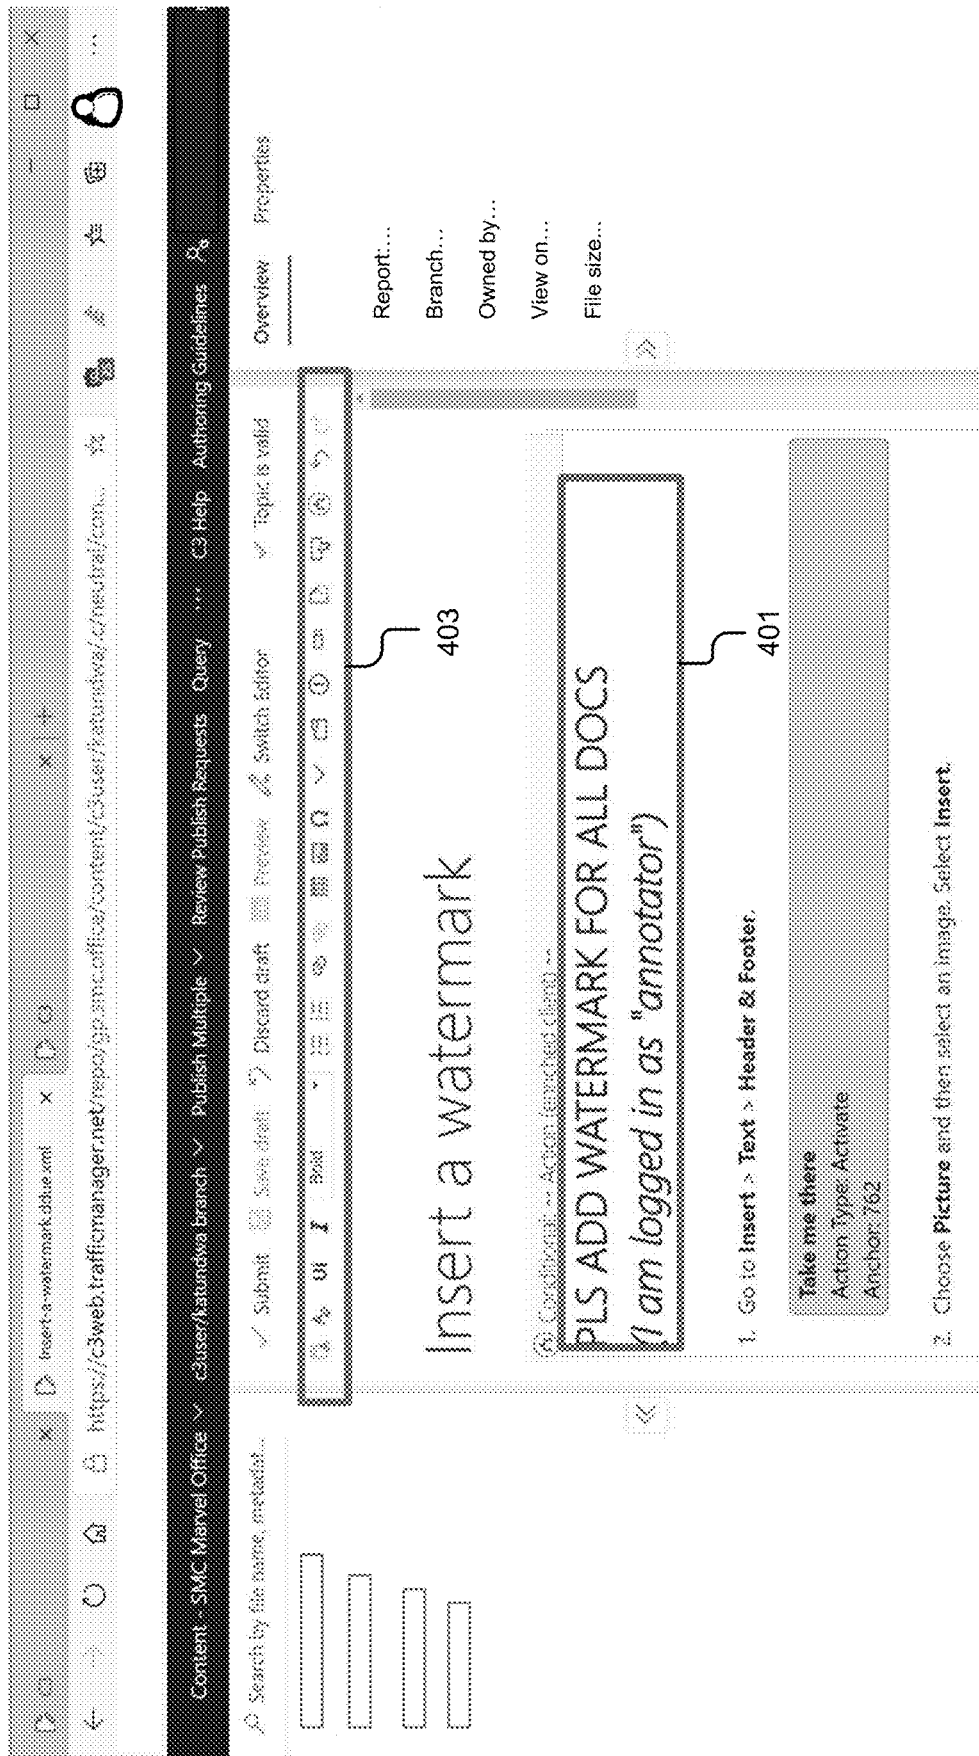 Insert-a-watermark.ddue.xml
https://c3web.trafficmanager.net/repo/gp.smc.office/content/c3user/katundwa/.c/neutral/con...
Content - SMC Marvel Office
c3user/katundwa branch
Publish Multiple
Review Publish Requests
Query
...
C3 Help
Authoring Guidelines
Search by file name, metadat...
Submit
Save draft
Discard draft
Preview
Switch Editor
Topic is valid
Overview
Properties
UI
I
Bold
403
Insert a watermark
Report:...
Branch...
Owned by...
View on...
File size...
Conditional -- Action (enriched client) --
PLS ADD WATERMARK FOR ALL DOCS
(I am logged in as "annotator")
401
1. Go to Insert > Text > Header & Footer.
Take me there
Action Type: Activate
Anchor: 762
2. Choose Picture and then select an image. Select Insert.